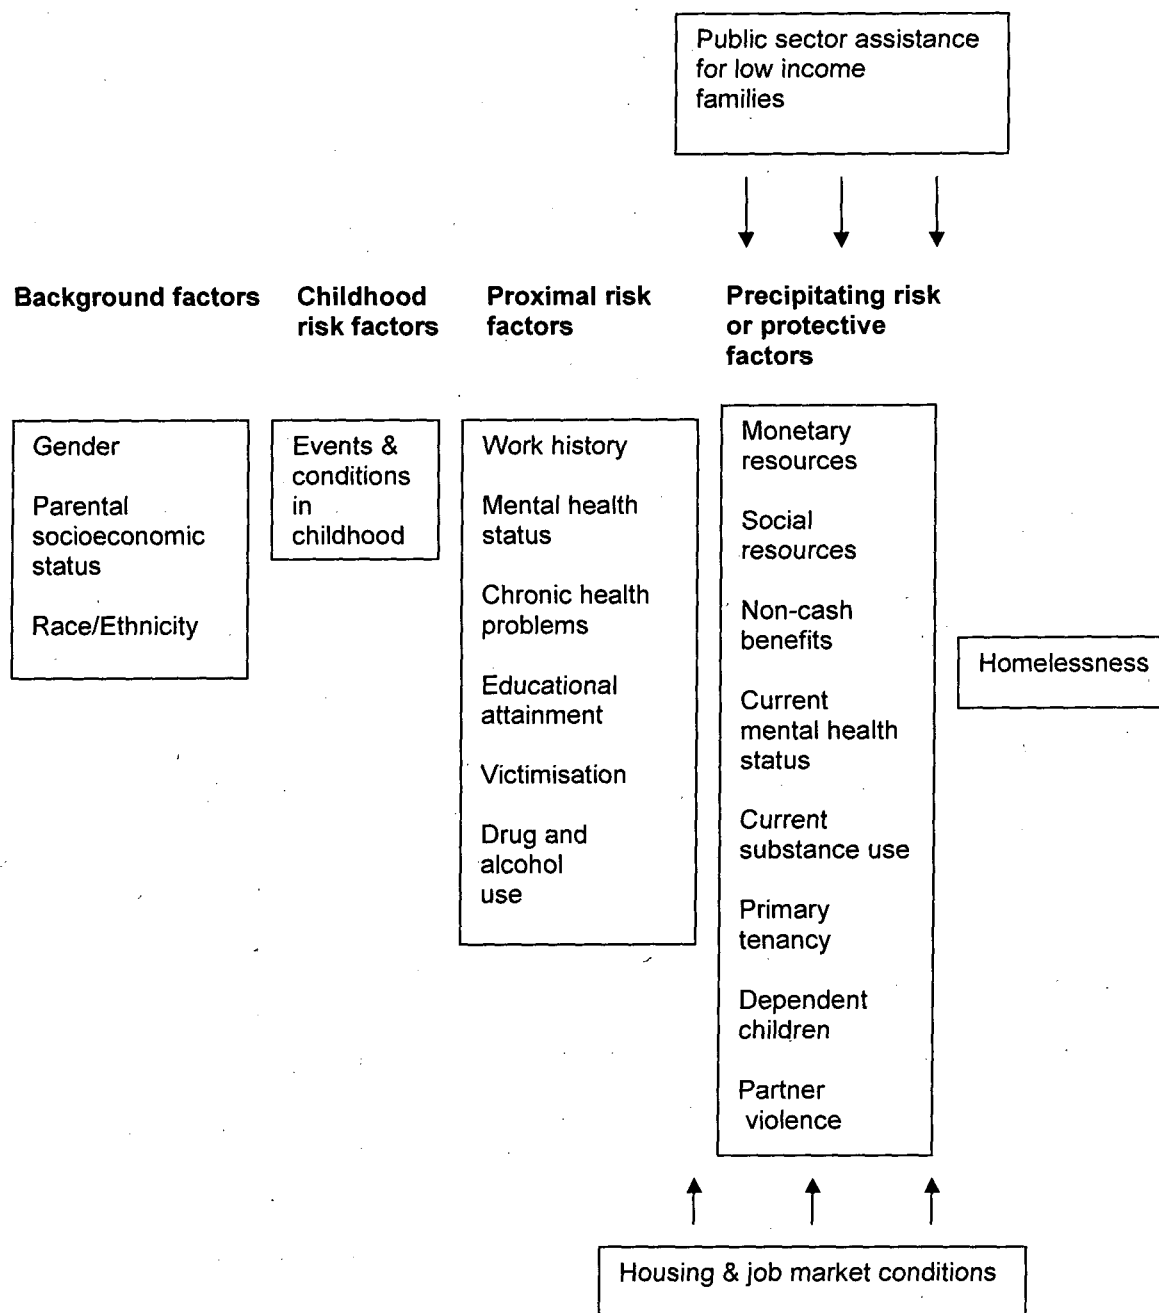 Public sector assistance
for low income
families
Background factors
Childhood
risk factors
Proximal risk
factors
Precipitating risk
or protective
factors
Gender
Parental
socioeconomic
status
Race/Ethnicity
Events &
conditions
in
childhood
Work history
Mental health
status
Chronic health
problems
Educational
attainment
Victimisation
Drug and
alcohol
use
Monetary
resources
Social
resources
Non-cash
benefits
Current
mental health
status
Current
substance use
Primary
tenancy
Dependent
children
Partner
violence
Homelessness
Housing & job market conditions